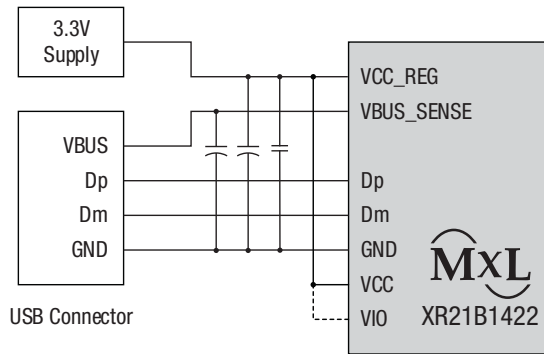 3.3V
Supply
VCC_REG
VBUS_SENSE
VBUS
Dp
Dm
GND
Dp
Dm
GND
VCC
VIO
MxL
XR21B1422
USB Connector